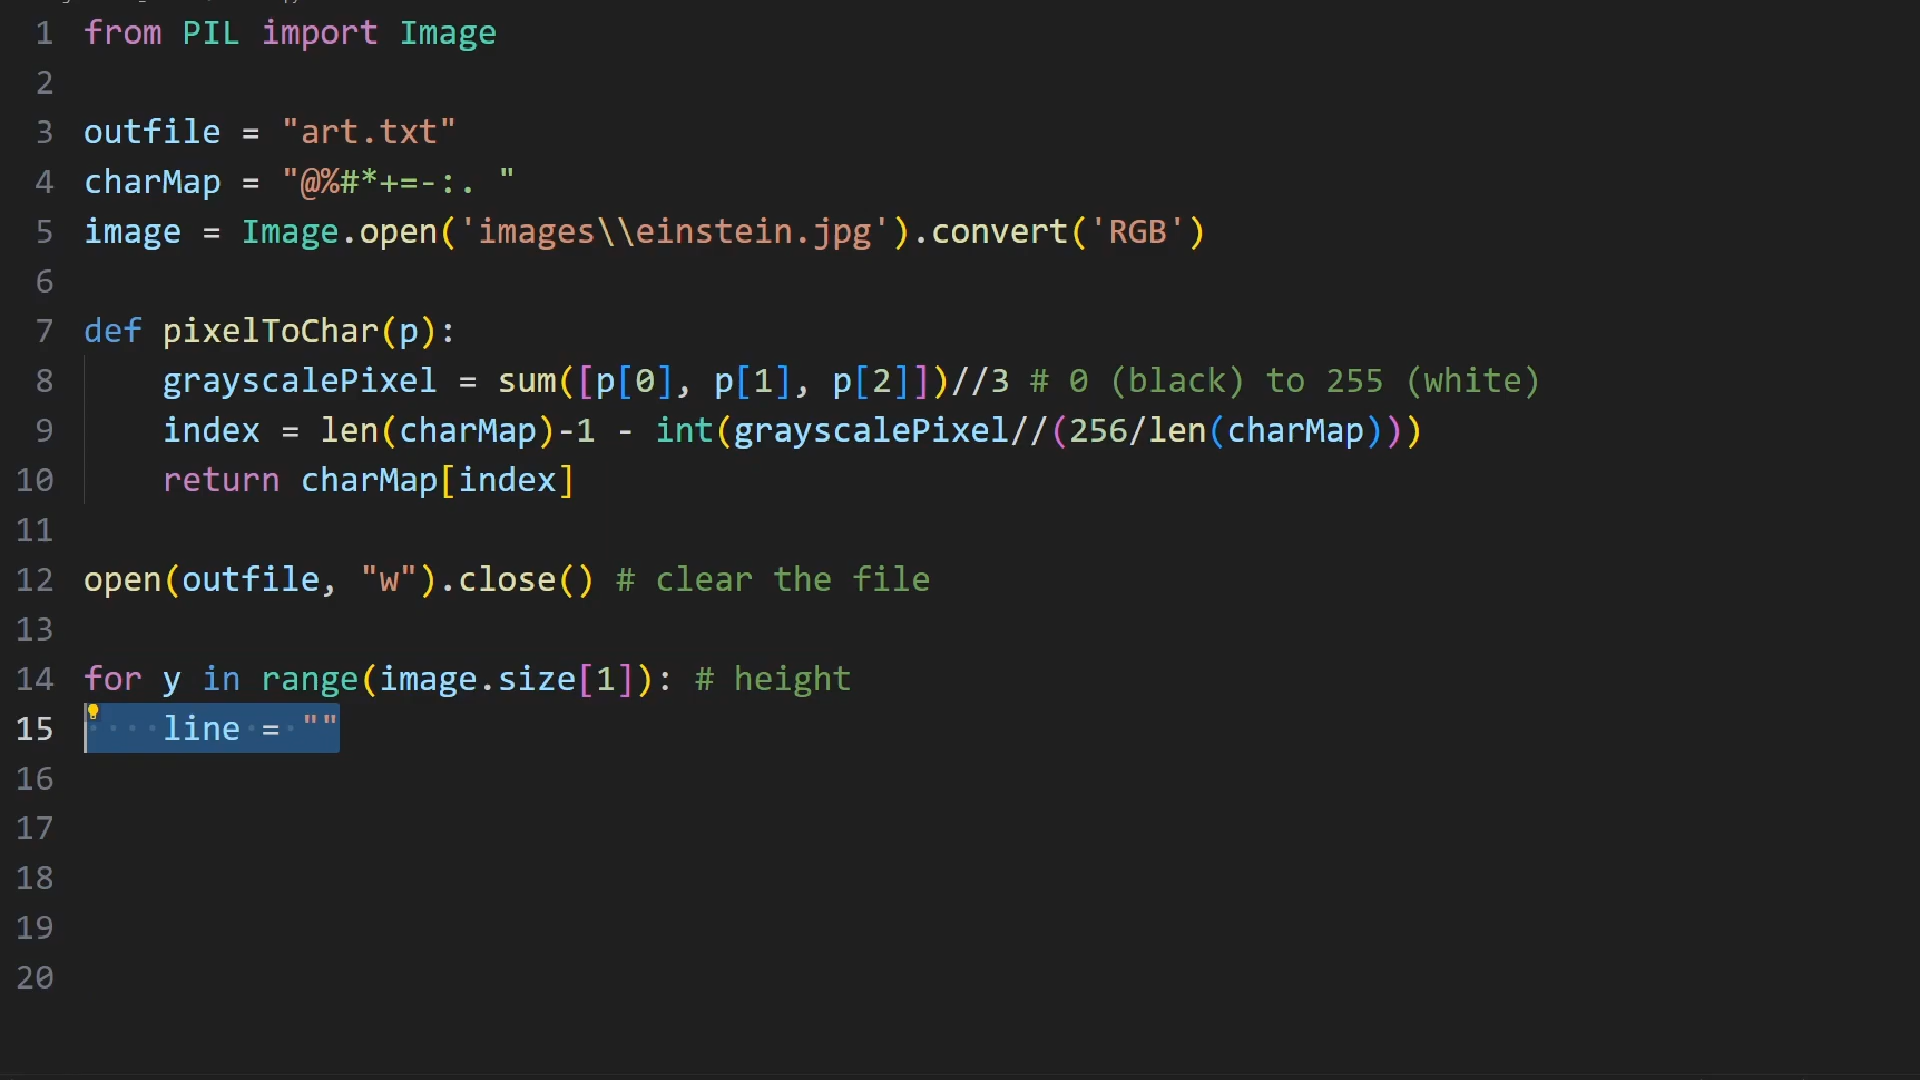 1 from PIL import Image
2
3 outfile = "art.txt"
4 charMap = "@%#*+=-:. "
5 image = Image.open('images\\einstein.jpg').convert('RGB')
6
7 def pixelToChar(p):
8     grayscalePixel = sum([p[0], p[1], p[2]])//3 # 0 (black) to 255 (white)
9     index = len(charMap)-1 - int(grayscalePixel//(256/len(charMap)))
10     return charMap[index]
11
12 open(outfile, "w").close() # clear the file
13
14 for y in range(image.size[1]): # height
15     line = ""
16
17
18
19
20